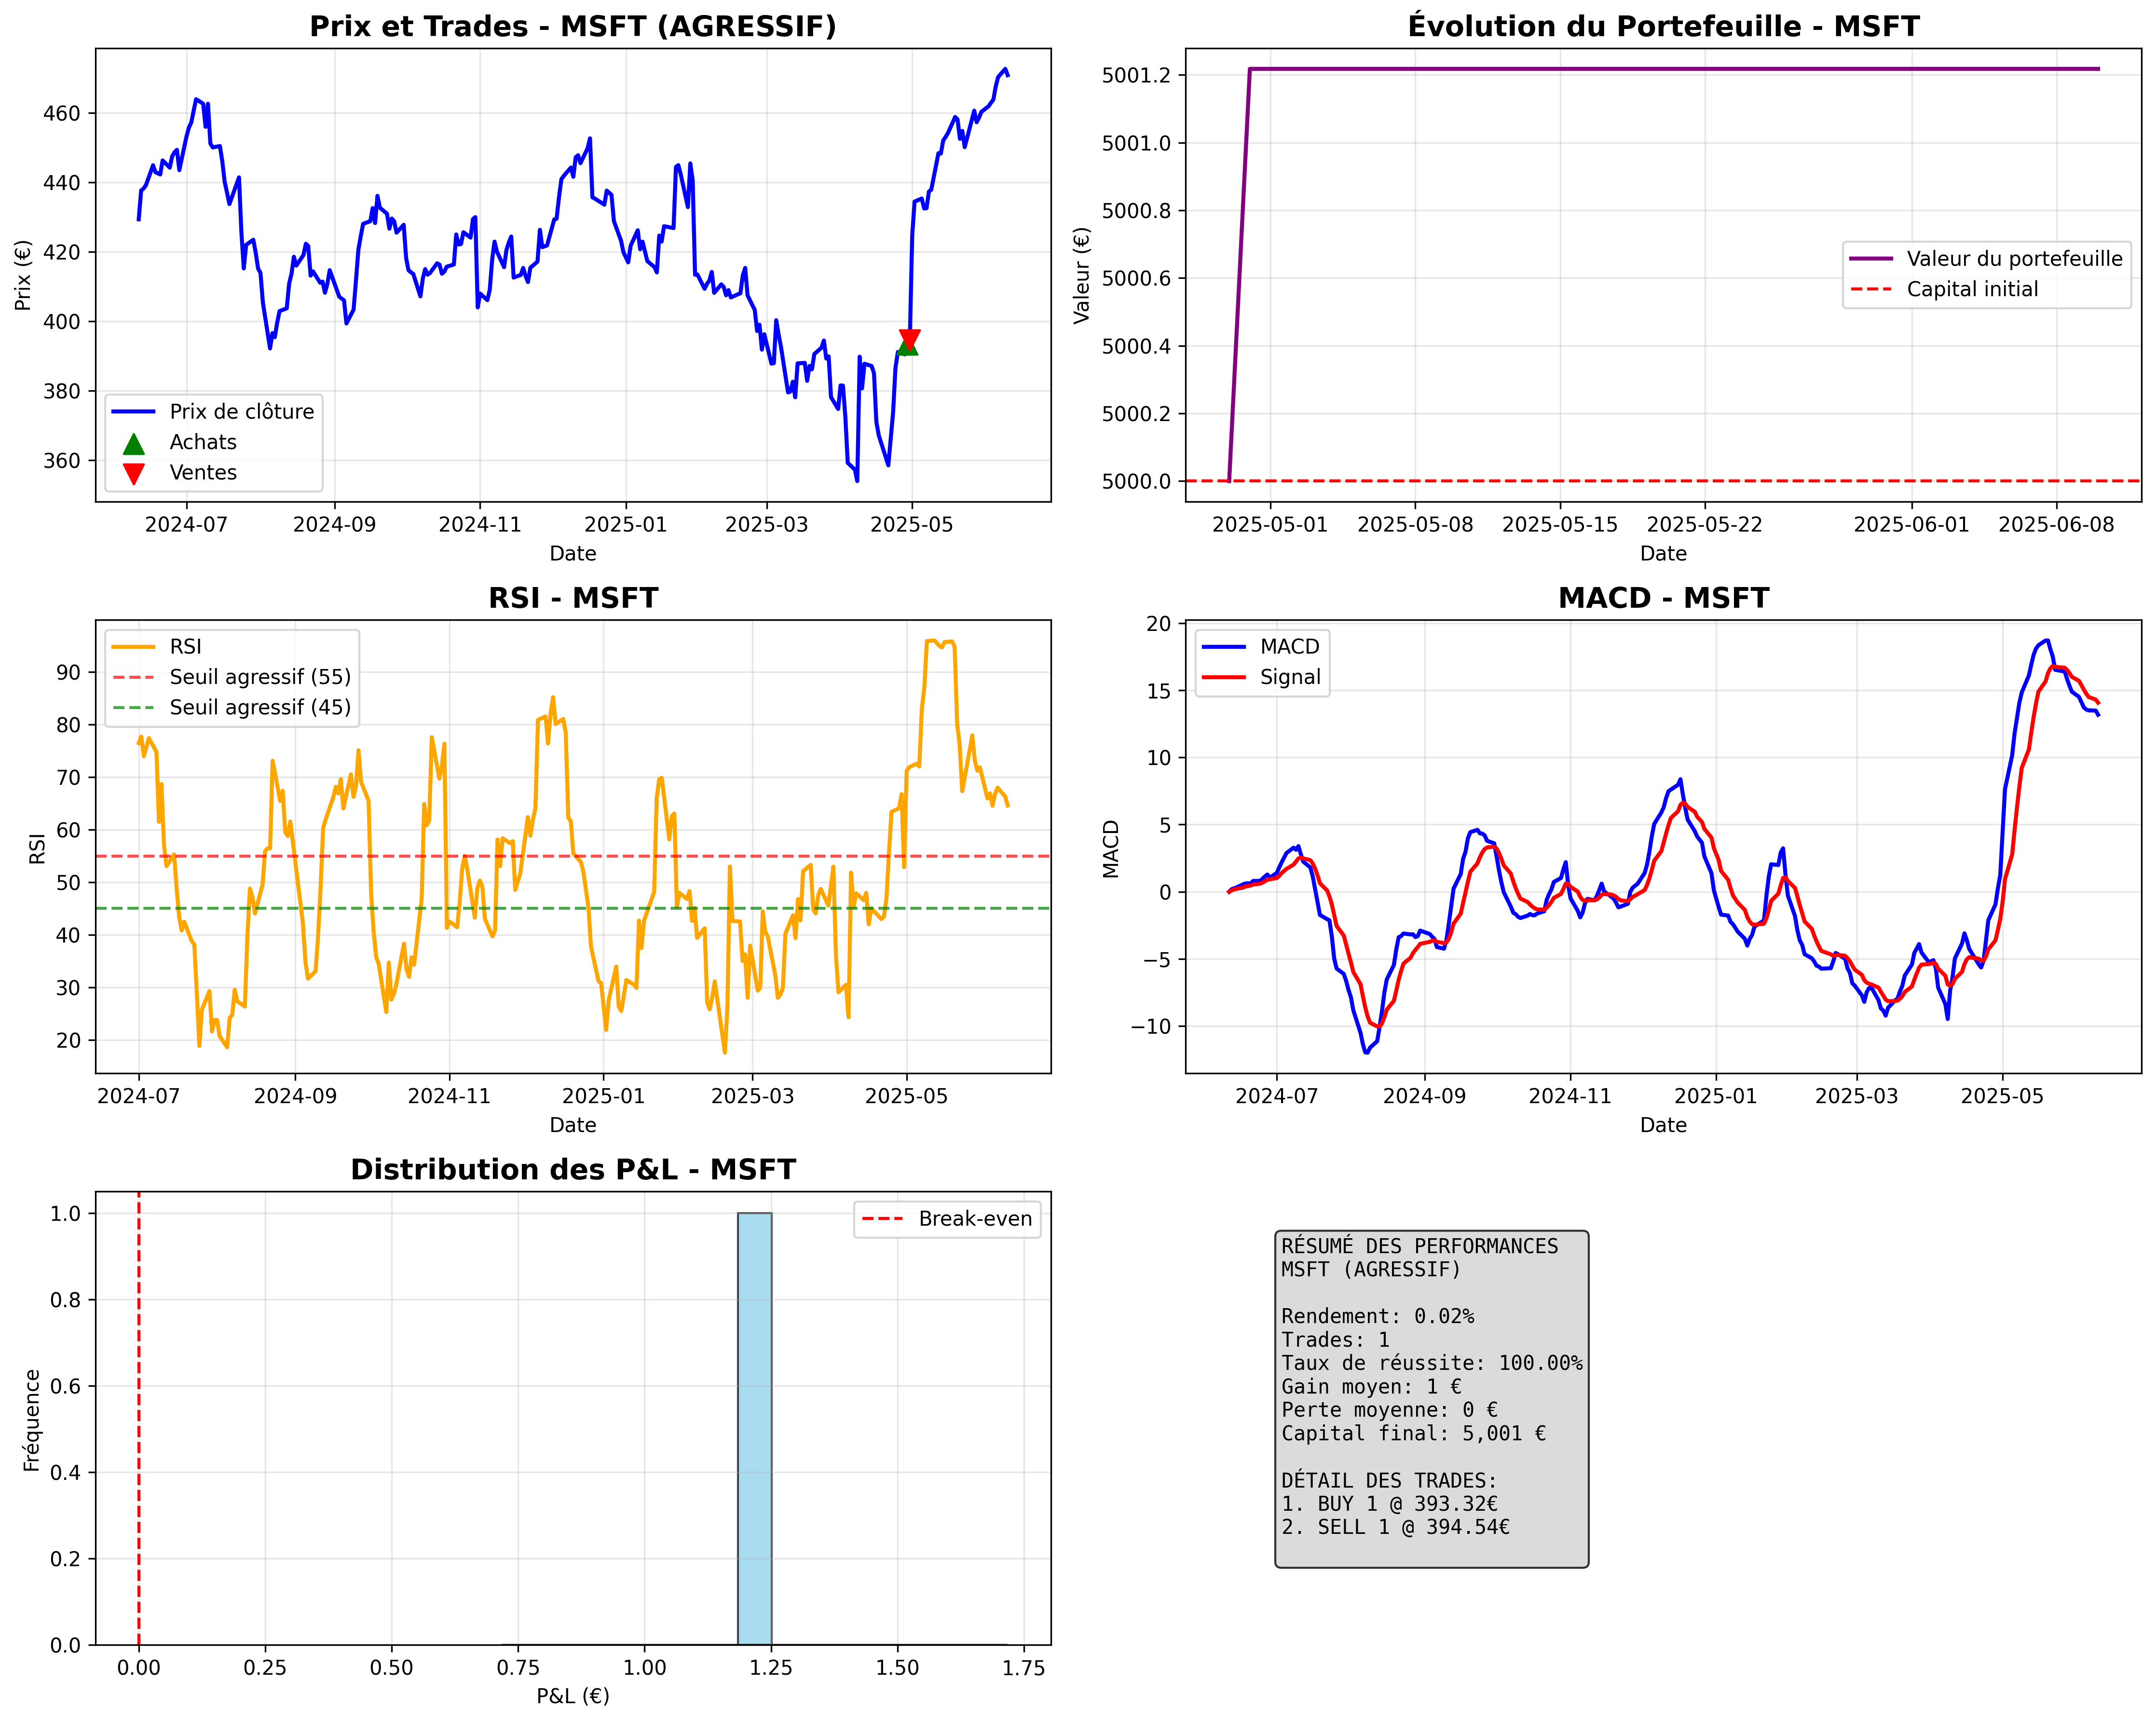 Prix et Trades - MSFT (AGRESSIF)
Prix (€)
460
440
420
400
380
360
Prix de clôture
Achats
Ventes
2024-07
2024-09
2024-11
2025-01
2025-03
2025-05
Date
Évolution du Portefeuille - MSFT
Valeur (€)
5001.2
5001.0
5000.8
5000.6
5000.4
5000.2
5000.0
Valeur du portefeuille
Capital initial
2025-05-01
2025-05-08
2025-05-15
2025-05-22
2025-06-01
2025-06-08
Date
RSI - MSFT
RSI
90
80
70
60
50
40
30
20
RSI
Seuil agressif (55)
Seuil agressif (45)
2024-07
2024-09
2024-11
2025-01
2025-03
2025-05
Date
MACD - MSFT
MACD
20
15
10
5
0
−5
−10
MACD
Signal
2024-07
2024-09
2024-11
2025-01
2025-03
2025-05
Date
Distribution des P&L - MSFT
Fréquence
1.0
0.8
0.6
0.4
0.2
0.0
Break-even
0.00
0.25
0.50
0.75
1.00
1.25
1.50
1.75
P&L (€)
RÉSUMÉ DES PERFORMANCES
MSFT (AGRESSIF)
Rendement: 0.02%
Trades: 1
Taux de réussite: 100.00%
Gain moyen: 1 €
Perte moyenne: 0 €
Capital final: 5,001 €
DÉTAIL DES TRADES:
1. BUY 1 @ 393.32€
2. SELL 1 @ 394.54€